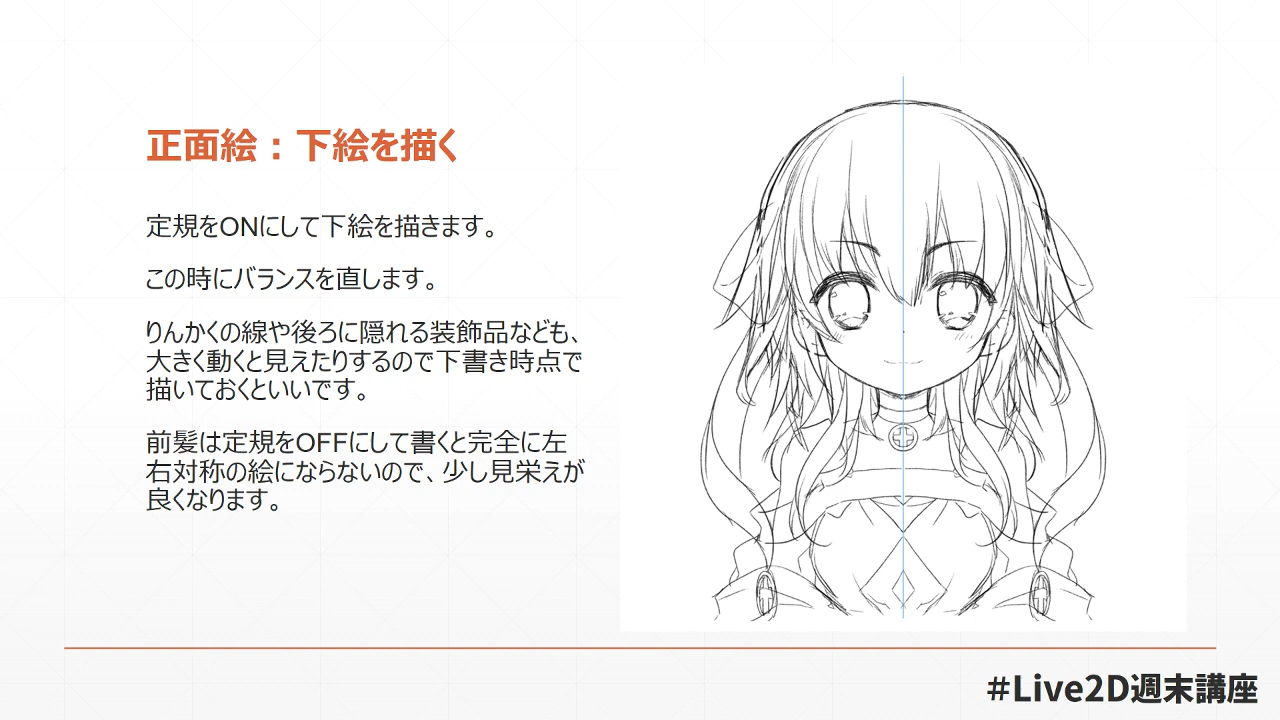 正面絵：下絵を描く
定規をONにして下絵を描きます。
この時にバランスを直します。
りんかくの線や後ろに隠れる装飾品なども、
大きく動くと見えたりするので下書き時点で
描いておくといいです。
前髪は定規をOFFにして書くと完全に左
右対称の絵にならないので、少し見栄えが
良くなります。
#Live2D週末講座